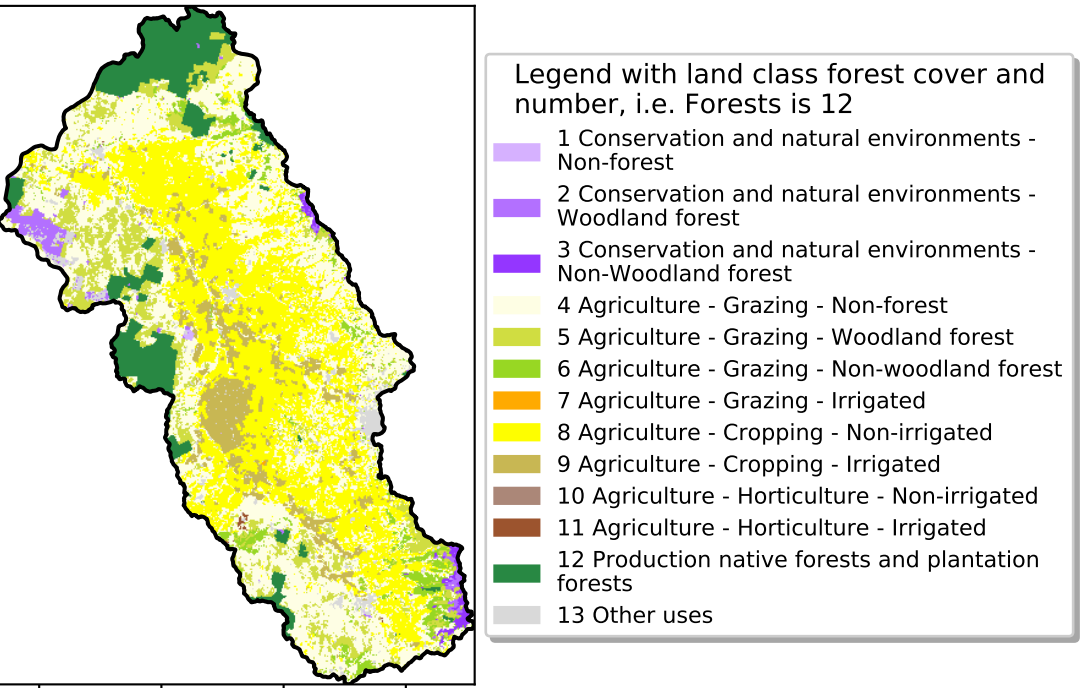 Legend with land class forest cover and
number, i.e. Forests is 12
1 Conservation and natural environments -
Non-forest
2 Conservation and natural environments -
Woodland forest
3 Conservation and natural environments -
Non-Woodland forest
4 Agriculture - Grazing - Non-forest
5 Agriculture - Grazing - Woodland forest
6 Agriculture - Grazing - Non-woodland forest
7 Agriculture - Grazing - Irrigated
8 Agriculture - Cropping - Non-irrigated
9 Agriculture - Cropping - Irrigated
10 Agriculture - Horticulture - Non-irrigated
11 Agriculture - Horticulture - Irrigated
12 Production native forests and plantation
forests
13 Other uses